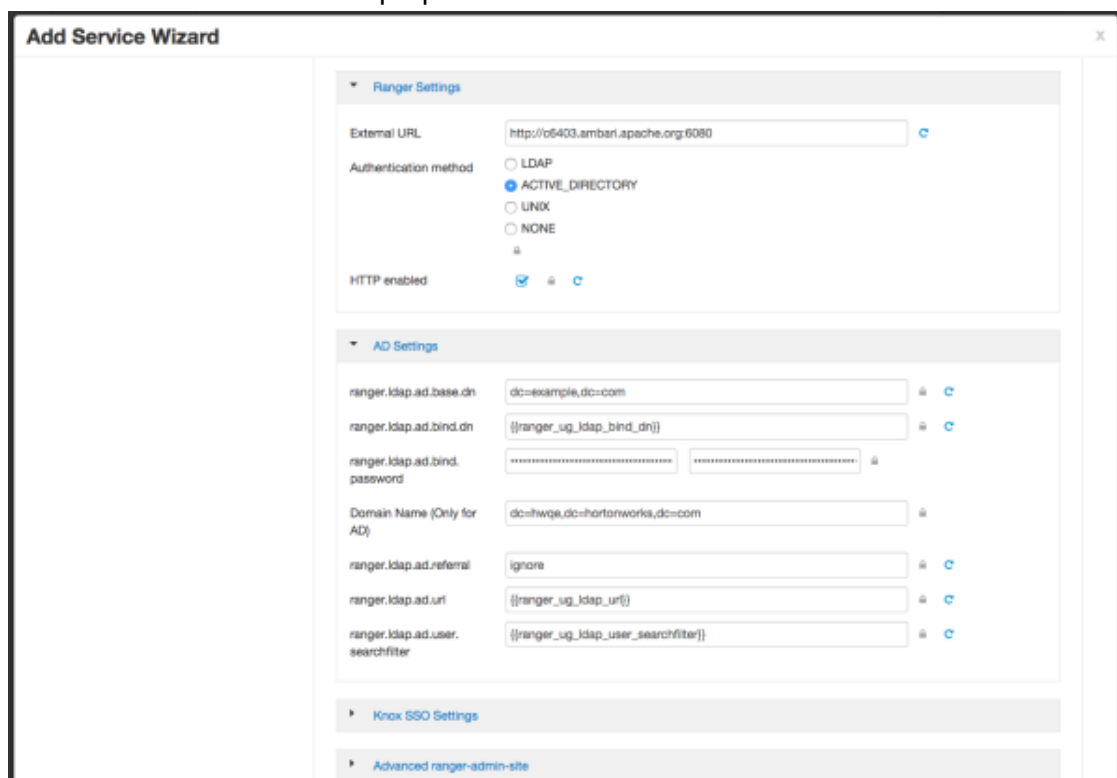 Add Service Wizard
x
Ranger Settings
External URL
http://c6403.ambari.apache.org:6080
Authentication method
LDAP
ACTIVE_DIRECTORY
UNIX
NONE
HTTP enabled
AD Settings
ranger.ldap.ad.base.dn
dc=example,dc=com
ranger.ldap.ad.bind.dn
{{ranger_ug_ldap_bind_dn}}
ranger.ldap.ad.bind.
password
Domain Name (Only for
AD)
dc=hwqe,dc=hortonworks,dc=com
ranger.ldap.ad.referral
ignore
ranger.ldap.ad.url
{{ranger_ug_ldap_url}}
ranger.ldap.ad.user.
searchfilter
{{ranger_ug_ldap_user_searchfilter}}
Knox SSO Settings
Advanced ranger-admin-site